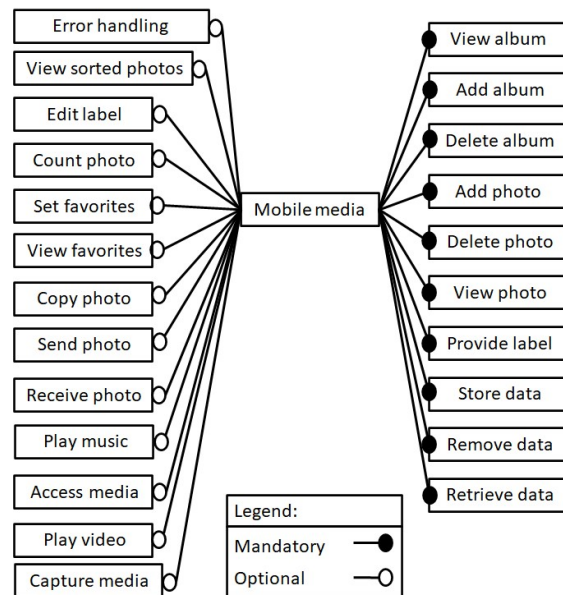 Error handling
View sorted photos
Edit label
Count photo
Set favorites
View favorites
Copy photo
Send photo
Receive photo
Play music
Access media
Play video
Capture media
Mobile media
View album
Add album
Delete album
Add photo
Delete photo
View photo
Provide label
Store data
Remove data
Retrieve data
Legend:
Mandatory
Optional